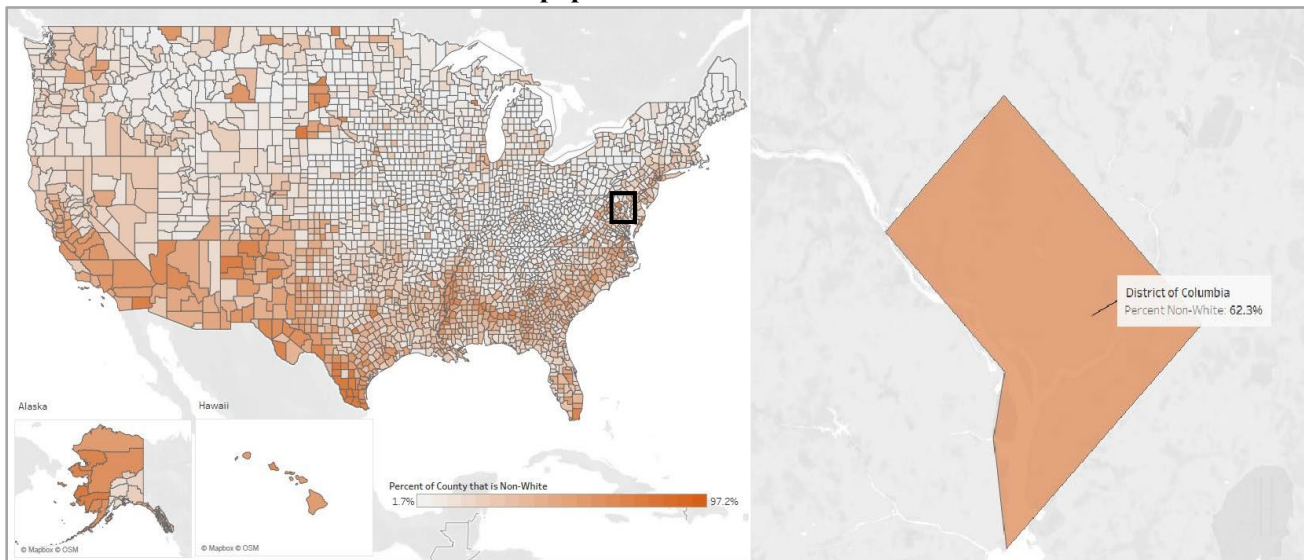 District of Columbia
Percent Non-White: 62.3%
Alaska
Hawaii
Percent of County that is Non-White
1.7%
97.2%
© Mapbox © OSM
© Mapbox © OSM